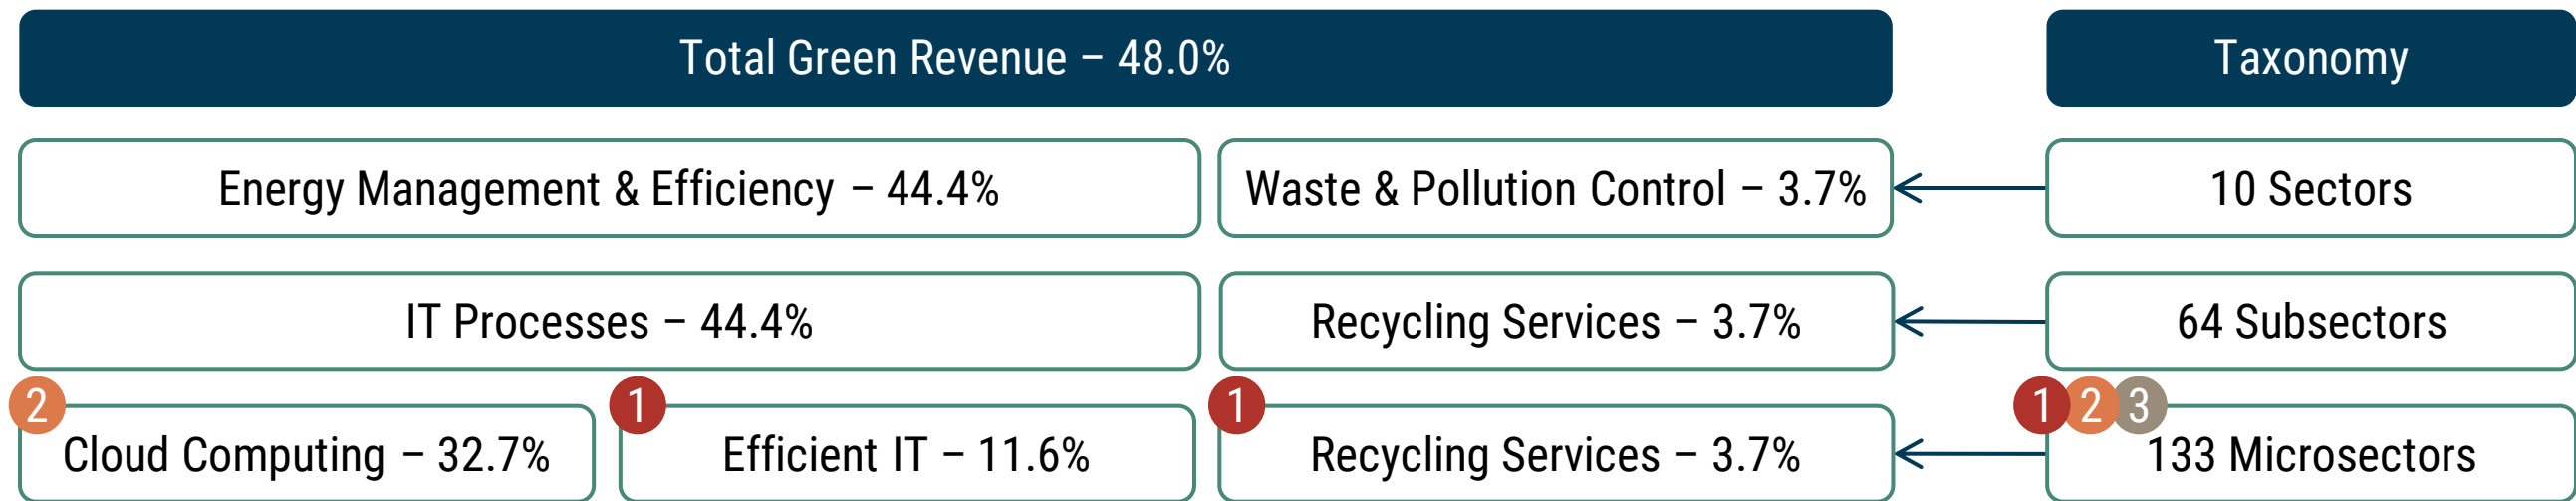 Total Green Revenue – 48.0%
Taxonomy
Energy Management & Efficiency – 44.4%
Waste & Pollution Control – 3.7%
10 Sectors
IT Processes – 44.4%
Recycling Services – 3.7%
64 Subsectors
2
Cloud Computing – 32.7%
1
Efficient IT – 11.6%
1
Recycling Services – 3.7%
1 2 3
133 Microsectors